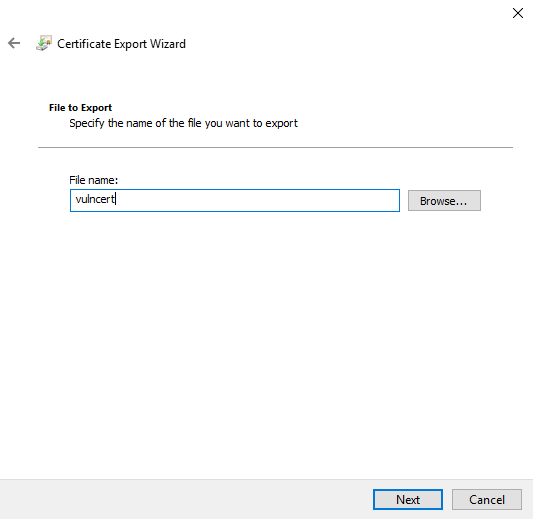 Certificate Export Wizard
File to Export
Specify the name of the file you want to export
File name:
vulncert
Browse...
Next
Cancel